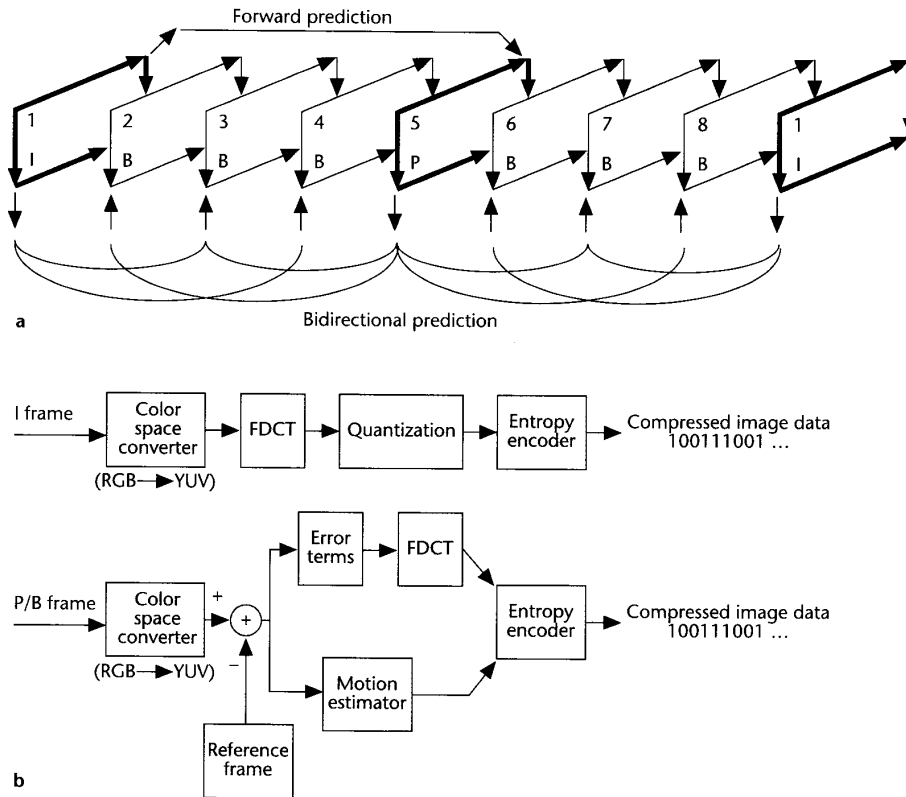 Forward prediction
1 2 3 4 5 6 7 8 1
I B B B P B B B I
Bidirectional prediction
a
I frame
Color
space
converter
(RGB→YUV)
FDCT
Quantization
Entropy
encoder
Compressed image data
100111001 ...
P/B frame
Color
space
converter
(RGB→YUV)
+
+
−
Reference
frame
Error
terms
FDCT
Motion
estimator
Entropy
encoder
Compressed image data
100111001 ...
b